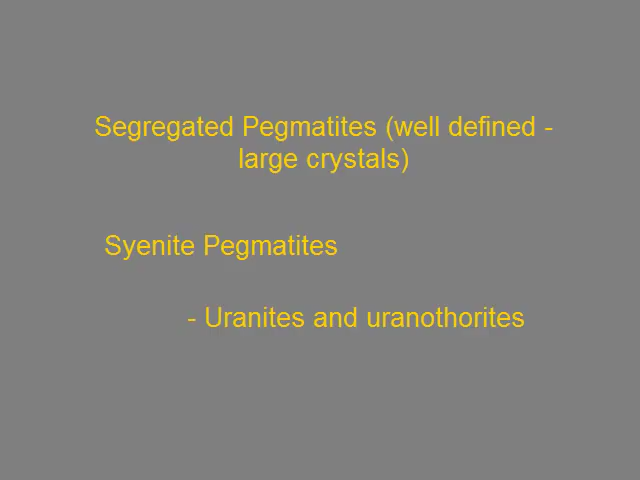 Segregated Pegmatites (well defined -
large crystals)
Syenite Pegmatites
- Uranites and uranothorites